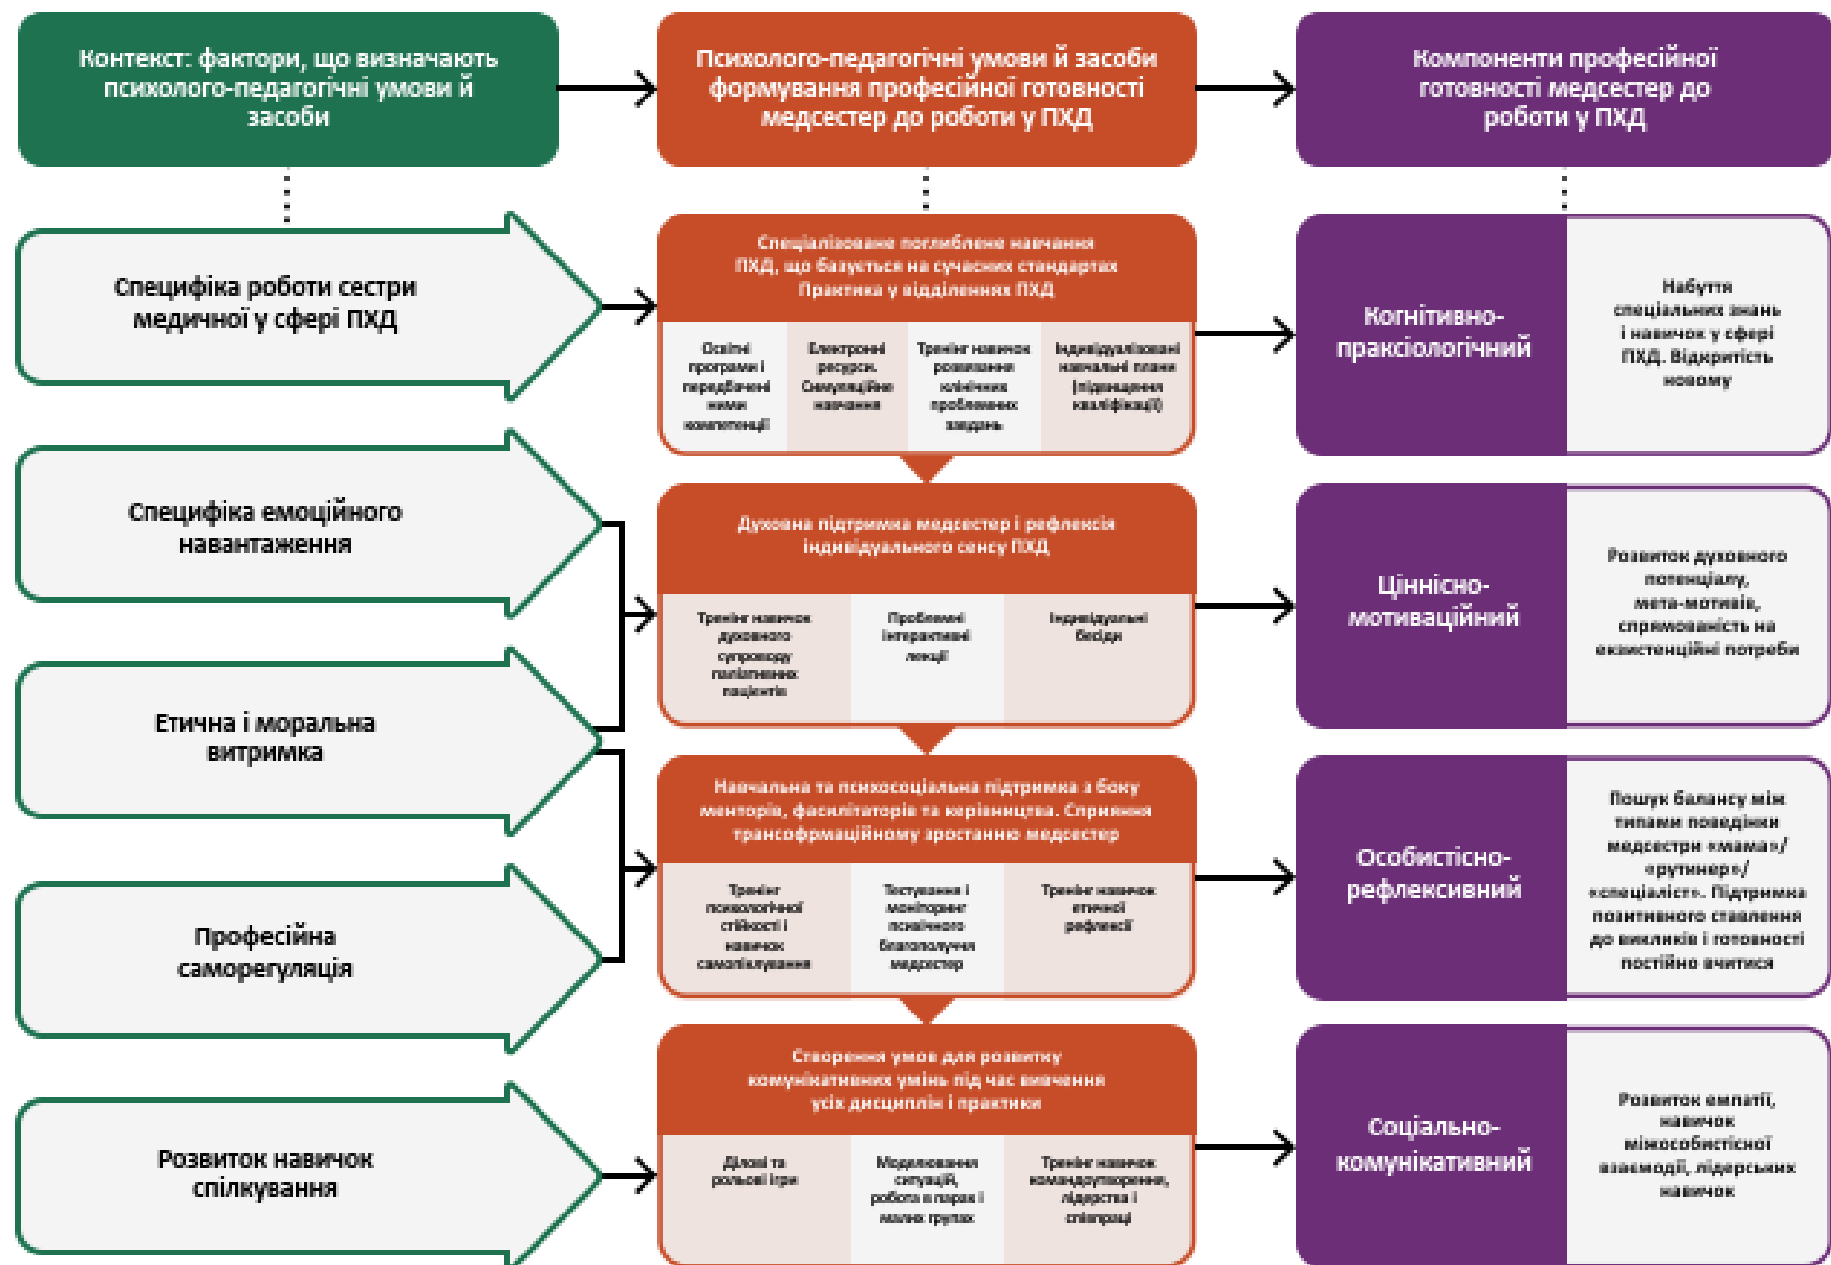 Контекст: фактори, що визначають
психолого-педагогічні умови й
засоби
Психолого-педагогічні умови й засоби
формування професійної готовності
медсестер до роботи у ПХД
Компоненти професійної
готовності медсестер до
роботи у ПХД
Специфіка роботи сестри
медичної у сфері ПХД
Спеціалізоване поглиблене навчання
ПХД, що базується на сучасних стандартах
Практика у відділеннях ПХД
Освітні
програми і
передбачені
ними
компетенції
Електронні
ресурси.
Симуляційне
навчання
Тренінг навичок
розвязання
клінічних
проблемних
завдань
Індивідуалізовані
навчальні плани
(підвищення
кваліфікації)
Когнітивно-
праксіологічний
Набуття
спеціальних знань
і навичок у сфері
ПХД. Відкритість
новому
Специфіка емоційного
навантаження
Духовна підтримка медсестер і рефлексія
індивідуального сенсу ПХД
Тренінг навичок
духовного
супроводу
паліативних
пацієнтів
Проблемні
інтерактивні
лекції
Індивідуальні
бесіди
Ціннісно-
мотиваційний
Розвиток духовного
потенціалу,
мета-мотивів,
спрямованість на
екзистенційні потреби
Етична і моральна
витримка
Навчальна та психосоціальна підтримка з боку
менторів, фасилітаторів та керівництва. Сприяння
трансофрмаційному зростанню медсестер
Тренінг
психологічної
стійкості і
навичок
самопіклування
Тестування і
моніторинг
психічного
благополуччя
медсестер
Тренінг навичок
етичної
рефлексії
Особистісно-
рефлексивний
Пошук балансу між
типами поведінки
медсестри «мама»/
«рутинер»/
«спеціаліст». Підтримка
позитивного ставлення
до викликів і готовності
постійно вчитися
Професійна
саморегуляція
Створення умов для розвитку
комунікативних умінь під час вивчення
усіх дисциплін і практики
Ділові та
рольові ігри
Моделювання
ситуацій,
робота в парах і
малих групах
Тренінг навичок
командоутворення,
лідерства і
співпраці
Соціально-
комунікативний
Розвиток емпатії,
навичок
міжособистісної
взаємодії, лідерських
навичок
Розвиток навичок
спілкування